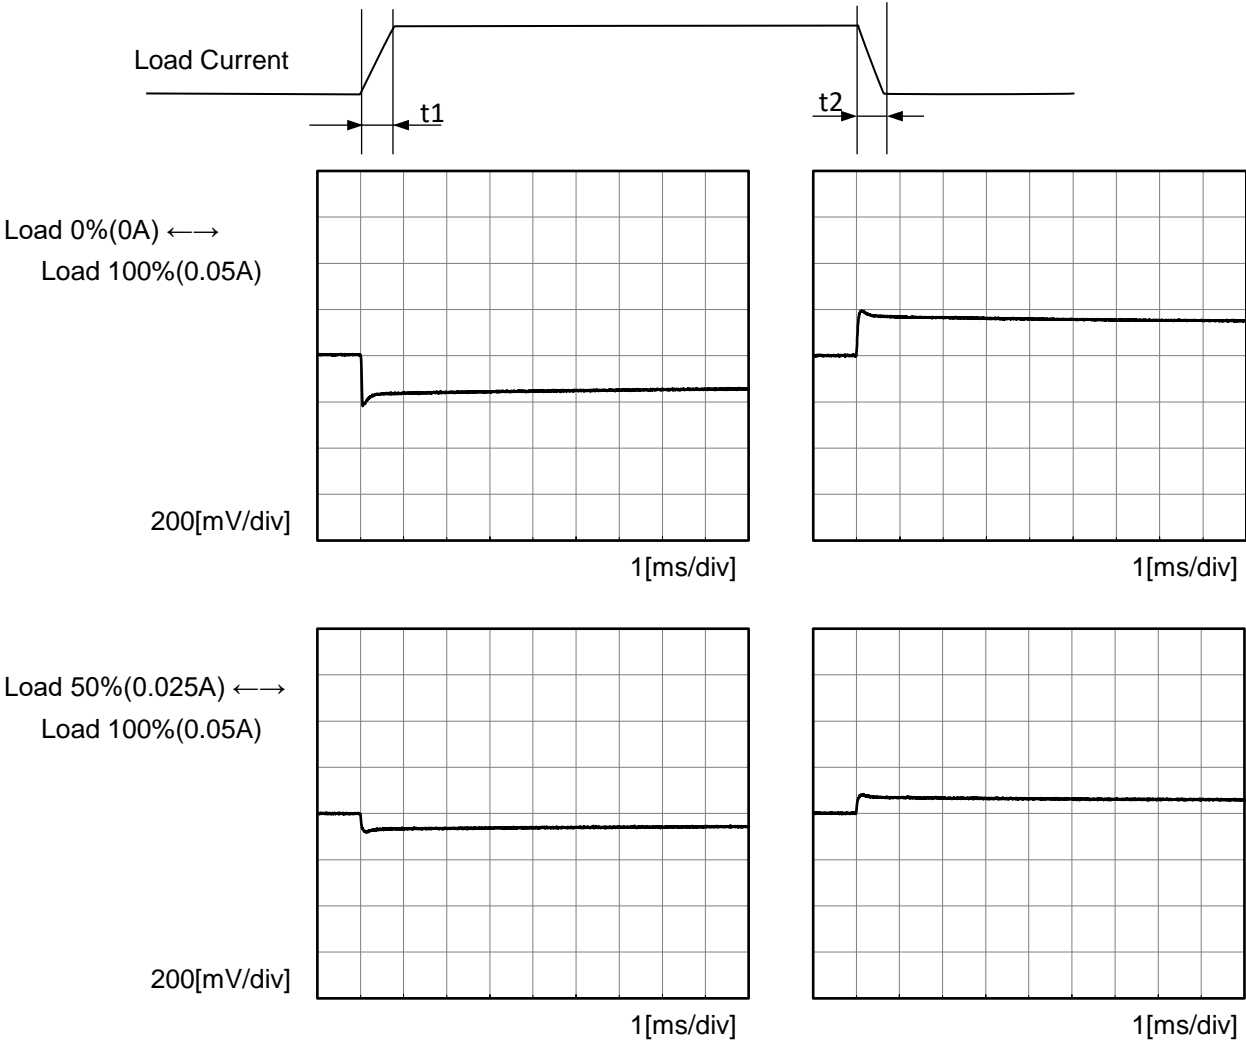 Load Current
t1
t2
Load 0%(0A) ←→
Load 100%(0.05A)
200[mV/div]
1[ms/div]
1[ms/div]
Load 50%(0.025A) ←→
Load 100%(0.05A)
200[mV/div]
1[ms/div]
1[ms/div]